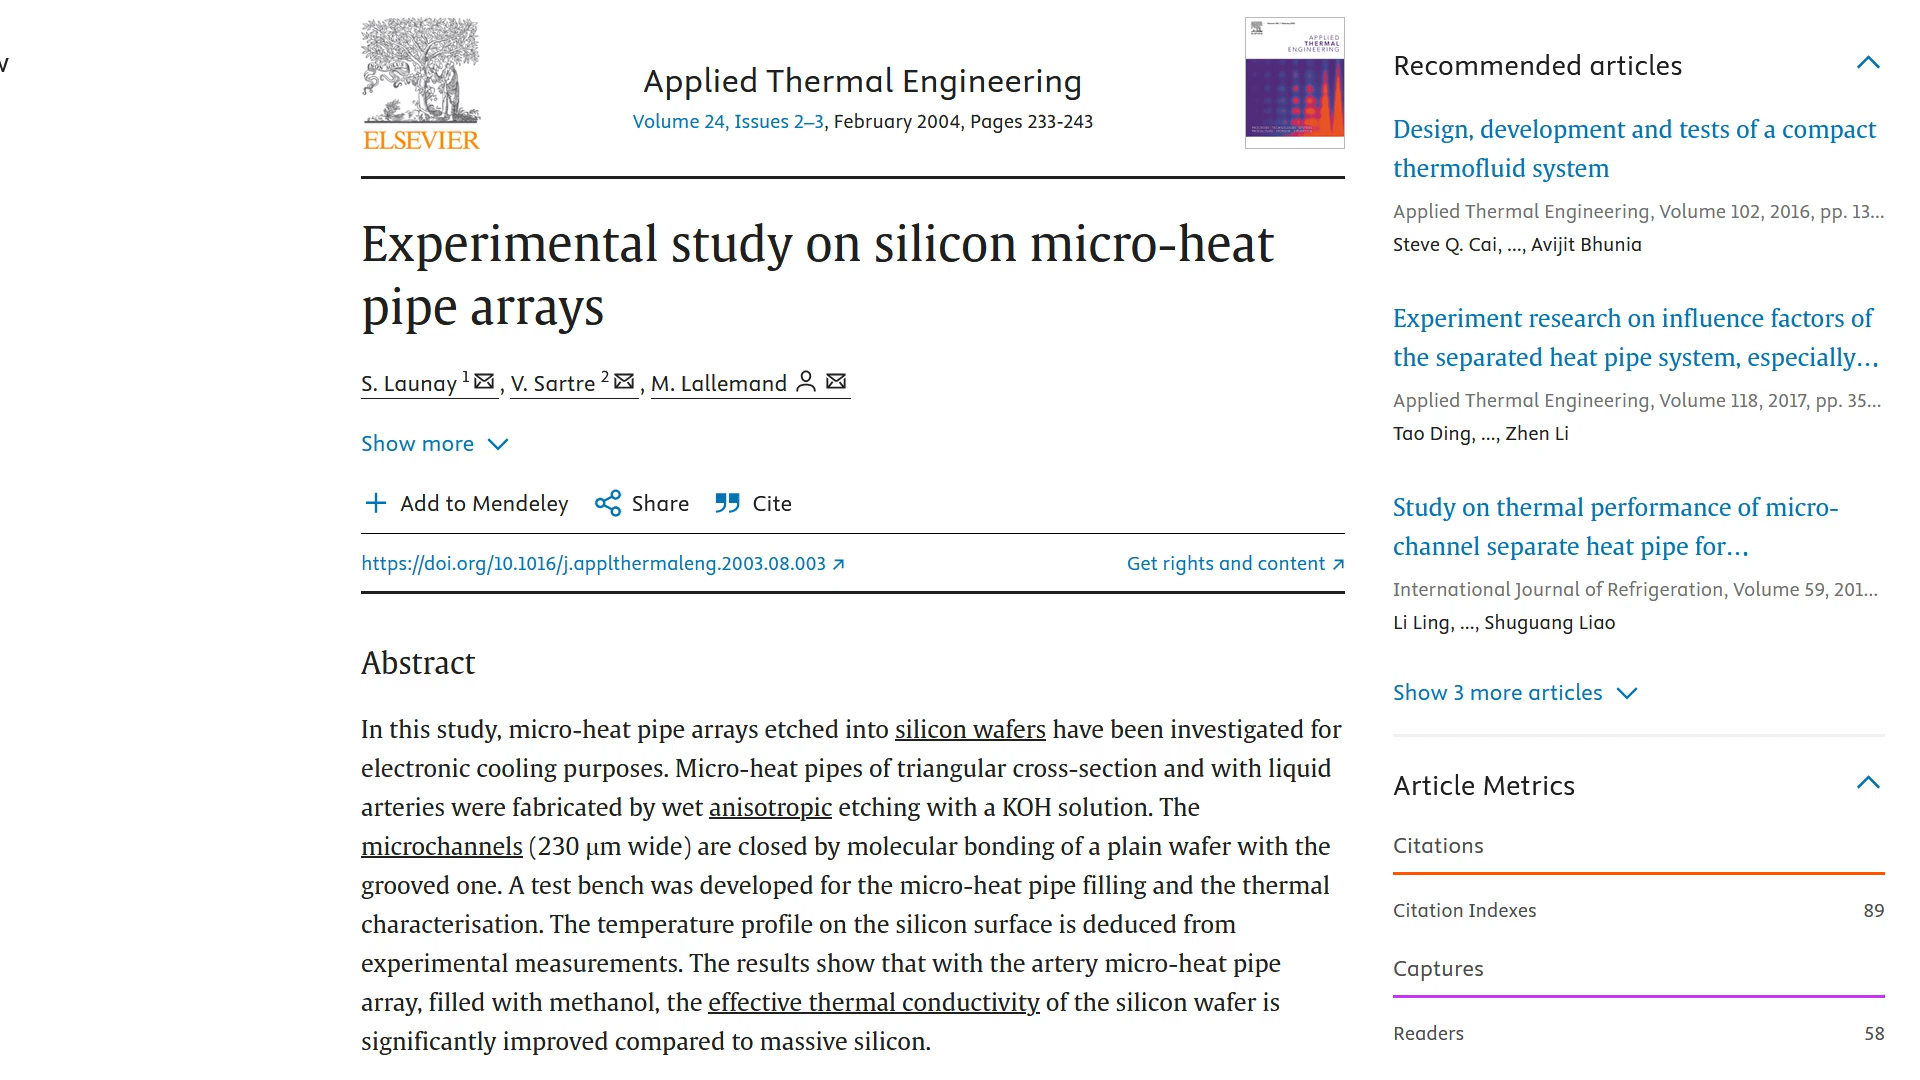 ELSEVIER
Applied Thermal Engineering
Volume 24, Issues 2–3, February 2004, Pages 233-243
APPLIED
THERMAL
ENGINEERING
Experimental study on silicon micro-heat
pipe arrays
S. Launay 1, V. Sartre 2, M. Lallemand
Show more
Add to Mendeley Share Cite
https://doi.org/10.1016/j.applthermaleng.2003.08.003
Get rights and content
Abstract
In this study, micro-heat pipe arrays etched into silicon wafers have been investigated for
electronic cooling purposes. Micro-heat pipes of triangular cross-section and with liquid
arteries were fabricated by wet anisotropic etching with a KOH solution. The
microchannels (230 μm wide) are closed by molecular bonding of a plain wafer with the
grooved one. A test bench was developed for the micro-heat pipe filling and the thermal
characterisation. The temperature profile on the silicon surface is deduced from
experimental measurements. The results show that with the artery micro-heat pipe
array, filled with methanol, the effective thermal conductivity of the silicon wafer is
significantly improved compared to massive silicon.
Recommended articles
Design, development and tests of a compact
thermofluid system
Applied Thermal Engineering, Volume 102, 2016, pp. 13...
Steve Q. Cai, ..., Avijit Bhunia
Experiment research on influence factors of
the separated heat pipe system, especially...
Applied Thermal Engineering, Volume 118, 2017, pp. 35...
Tao Ding, ..., Zhen Li
Study on thermal performance of micro-
channel separate heat pipe for...
International Journal of Refrigeration, Volume 59, 201...
Li Ling, ..., Shuguang Liao
Show 3 more articles
Article Metrics
Citations
Citation Indexes 89
Captures
Readers 58